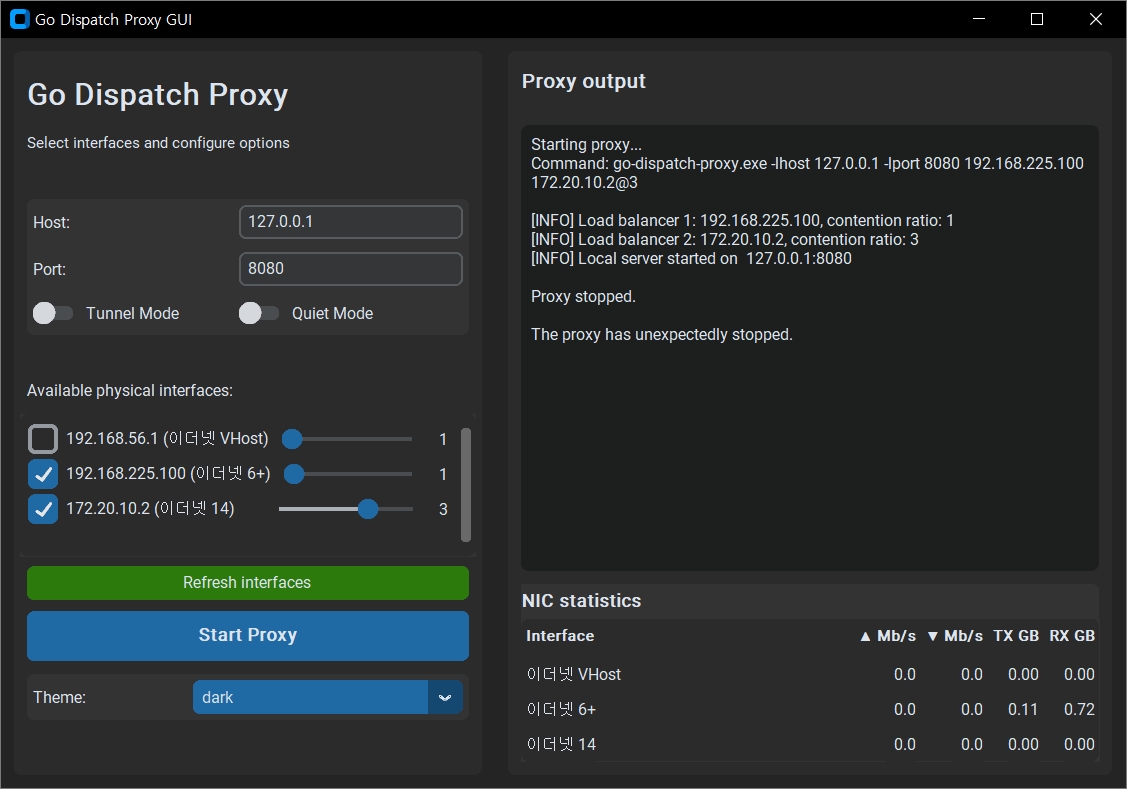 Go Dispatch Proxy GUI
Go Dispatch Proxy
Select interfaces and configure options
Host:
127.0.0.1
Port:
8080
Tunnel Mode
Quiet Mode
Available physical interfaces:
192.168.56.1 (이더넷 VHost)
1
192.168.225.100 (이더넷 6+)
1
172.20.10.2 (이더넷 14)
3
Refresh interfaces
Start Proxy
Theme:
dark
Proxy output
Starting proxy...
Command: go-dispatch-proxy.exe -lhost 127.0.0.1 -lport 8080 192.168.225.100
172.20.10.2@3
[INFO] Load balancer 1: 192.168.225.100, contention ratio: 1
[INFO] Load balancer 2: 172.20.10.2, contention ratio: 3
[INFO] Local server started on  127.0.0.1:8080
Proxy stopped.
The proxy has unexpectedly stopped.
NIC statistics
Interface ▲ Mb/s ▼ Mb/s TX GB RX GB
이더넷 VHost 0.0 0.0 0.00 0.00
이더넷 6+ 0.0 0.0 0.11 0.72
이더넷 14 0.0 0.0 0.00 0.00